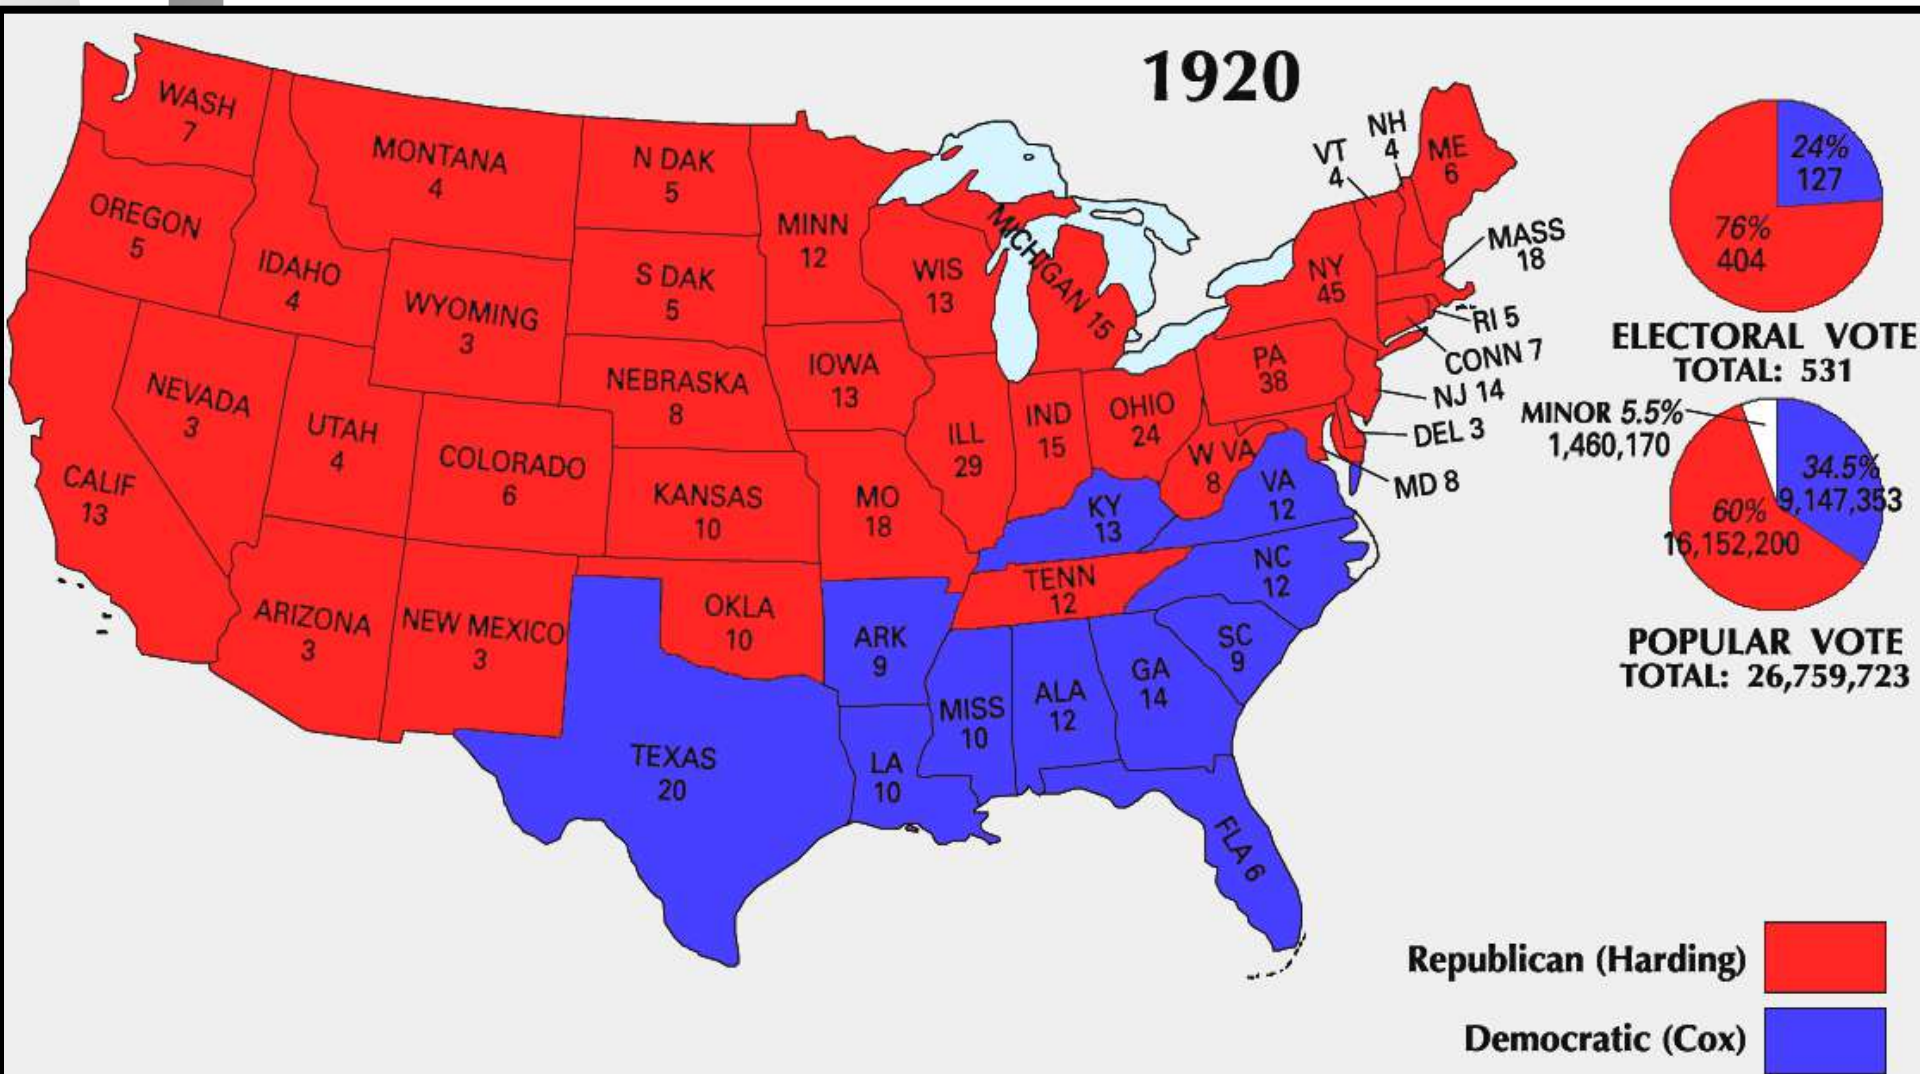 1920
WASH
7
OREGON
5
CALIF
13
NEVADA
3
IDAHO
4
MONTANA
4
WYOMING
3
UTAH
4
COLORADO
6
ARIZONA
3
NEW MEXICO
3
N DAK
5
S DAK
5
NEBRASKA
8
KANSAS
10
OKLA
10
TEXAS
20
MINN
12
IOWA
13
MO
18
ARK
9
LA
10
WIS
13
ILL
29
MICHIGAN 15
IND
15
OHIO
24
KY
13
TENN
12
MISS
10
ALA
12
GA
14
FLA 6
SC
9
NC
12
VA
12
W VA
8
PA
38
NY
45
VT
4
NH
4
ME
6
MASS
18
RI 5
CONN 7
NJ 14
DEL 3
MD 8
24%
127
76%
404
ELECTORAL VOTE
TOTAL: 531
MINOR 5.5%
1,460,170
34.5%
9,147,353
60%
16,152,200
POPULAR VOTE
TOTAL: 26,759,723
Republican (Harding)
Democratic (Cox)